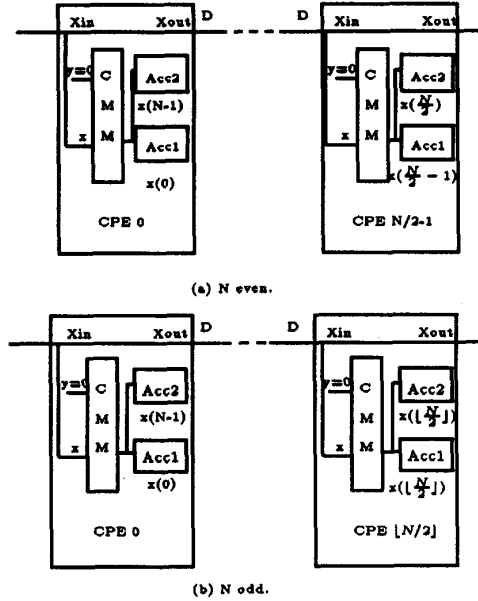 D D
Xin Xout Xin Xout
y=0 C Acc2 y=0 C Acc2
M x(N-1) M x(N/2)
x M Acc1 x M Acc1
x(0) x(N/2 - 1)
CPE 0 CPE N/2-1
(a) N even.
D D
Xin Xout Xin Xout
y=0 C Acc2 y=0 C Acc2
M x(N-1) M x(⌊N/2⌋)
x M Acc1 x M Acc1
x(0) x(⌊N/2⌋)
CPE 0 CPE ⌊N/2⌋
(b) N odd.